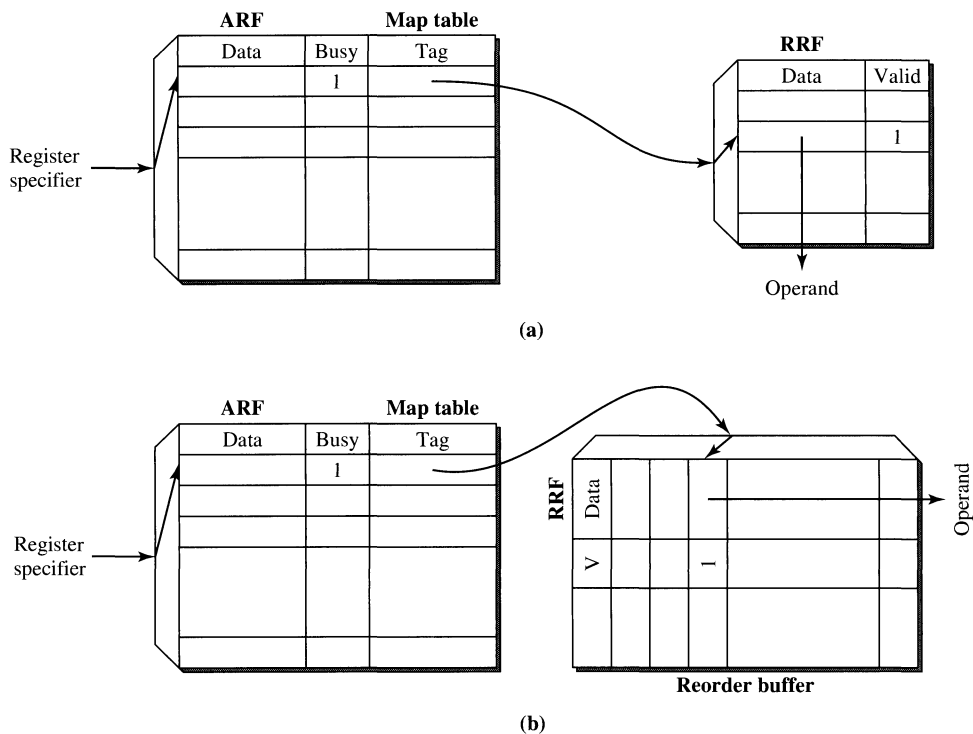 ARF Map table
Data Busy Tag
1
Register
specifier
RRF
Data Valid
1
Operand
(a)
ARF Map table
Data Busy Tag
1
Register
specifier
RRF
Data
V
1
Operand
Reorder buffer
(b)